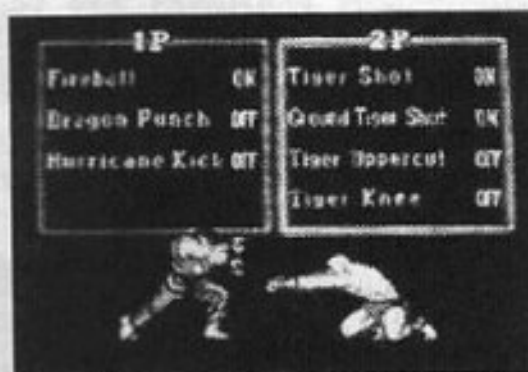 1P
Fireball ON
Dragon Punch OFF
Hurricane Kick OFF
2P
Tiger Shot ON
Ground Tiger Shot ON
Tiger Uppercut OFF
Tiger Knee OFF